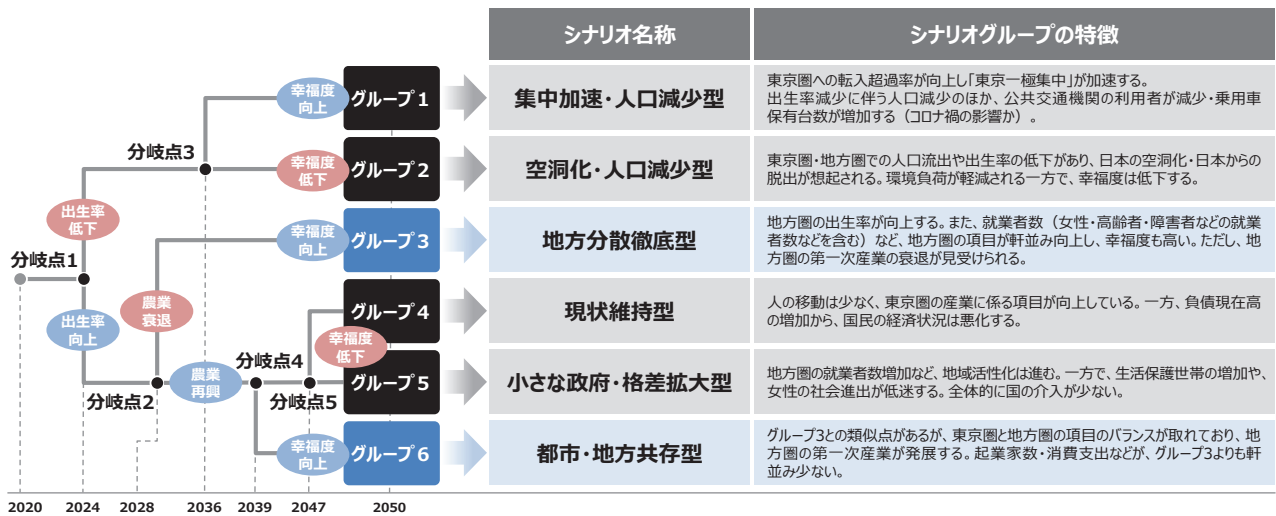 シナリオ名称
シナリオグループの特徴
幸福度
向上
グループ1
集中加速・人口減少型
東京圏への転入超過率が向上し「東京一極集中」が加速する。
出生率減少に伴う人口減少のほか、公共交通機関の利用者が減少・乗用車
保有台数が増加する（コロナ禍の影響か）。
分岐点3
幸福度
低下
グループ2
空洞化・人口減少型
東京圏・地方圏での人口流出や出生率の低下があり、日本の空洞化・日本からの
脱出が想起される。環境負荷が軽減される一方で、幸福度は低下する。
出生率
低下
幸福度
向上
グループ3
地方分散徹底型
地方圏の出生率が向上する。また、就業者数（女性・高齢者・障害者などの就業
者数などを含む）など、地方圏の項目が軒並み向上し、幸福度も高い。ただし、地
方圏の第一次産業の衰退が見受けられる。
分岐点1
農業
衰退
出生率
向上
グループ4
現状維持型
人の移動は少なく、東京圏の産業に係る項目が向上している。一方、負債現在高
の増加から、国民の経済状況は悪化する。
幸福度
低下
分岐点4
農業
再興
分岐点2
分岐点5
グループ5
小さな政府・格差拡大型
地方圏の就業者数増加など、地域活性化は進む。一方で、生活保護世帯の増加や、
女性の社会進出が低迷する。全体的に国の介入が少ない。
幸福度
向上
グループ6
都市・地方共存型
グループ3との類似点があるが、東京圏と地方圏の項目のバランスが取れており、地
方圏の第一次産業が発展する。起業家数・消費支出などが、グループ3よりも軒
並み少ない。
2020 2024 2028 2036 2039 2047 2050